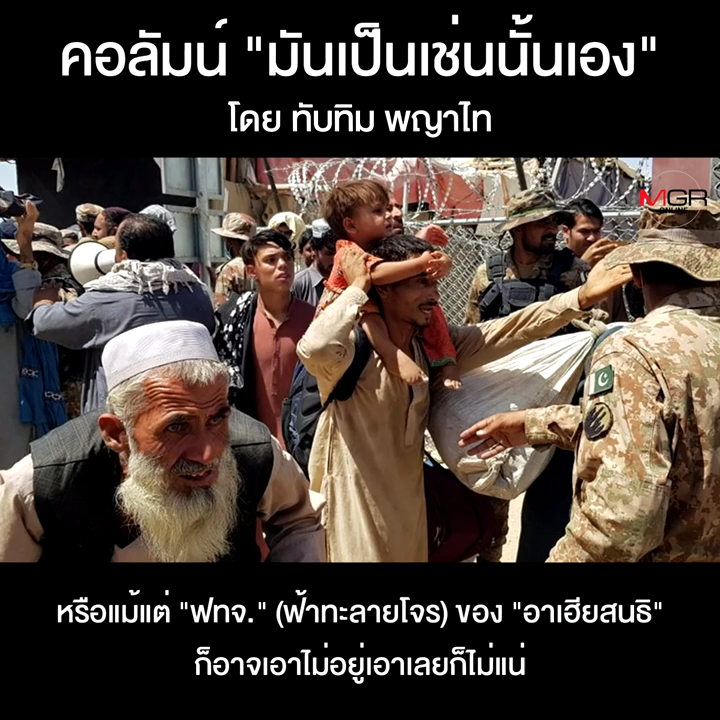 คอลัมน์ "มันเป็นเช่นนั้นเอง"
โดย ทับทิม พญาไท
MGR
ONLINE
หรือแม้แต่ "ฟทจ." (ฟ้าทะลายโจร) ของ "อาเฮียสนธิ"
ก็อาจเอาไม่อยู่เอาเลยก็ไม่แน่